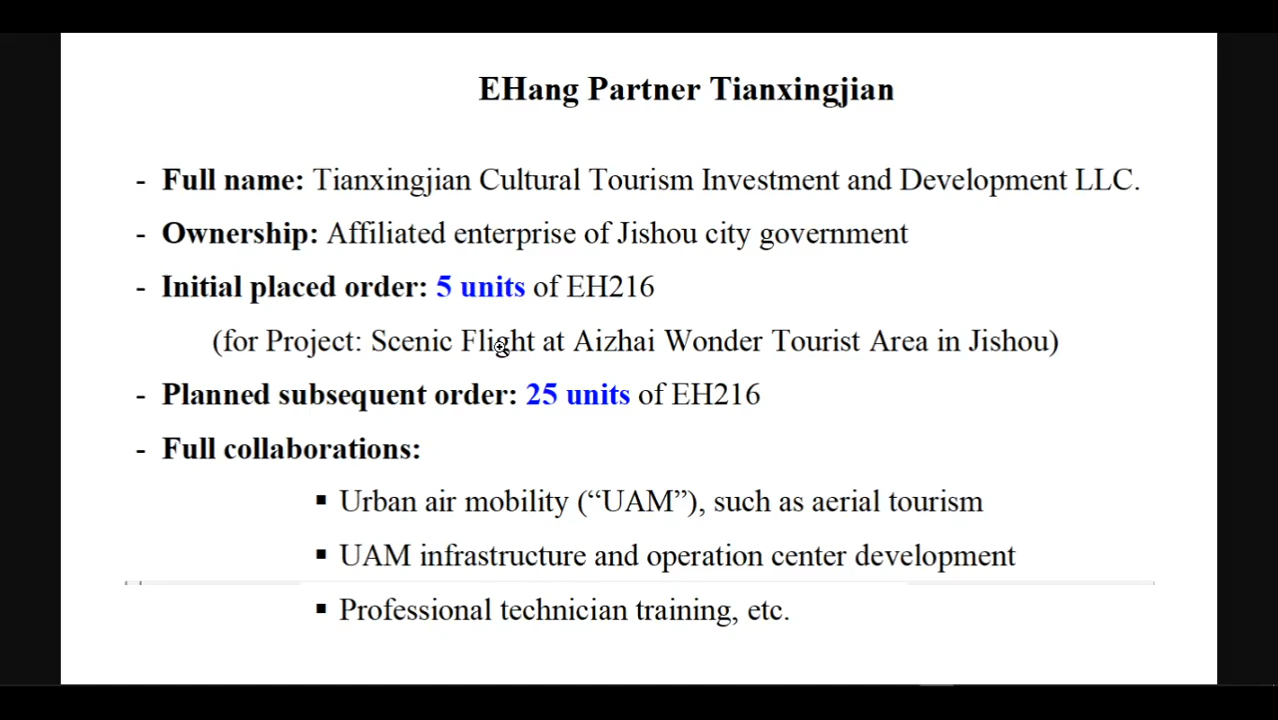 EHang Partner Tianxingjian
- Full name: Tianxingjian Cultural Tourism Investment and Development LLC.
- Ownership: Affiliated enterprise of Jishou city government
- Initial placed order: 5 units of EH216
(for Project: Scenic Flight at Aizhai Wonder Tourist Area in Jishou)
- Planned subsequent order: 25 units of EH216
- Full collaborations:
▪ Urban air mobility (“UAM”), such as aerial tourism
▪ UAM infrastructure and operation center development
▪ Professional technician training, etc.